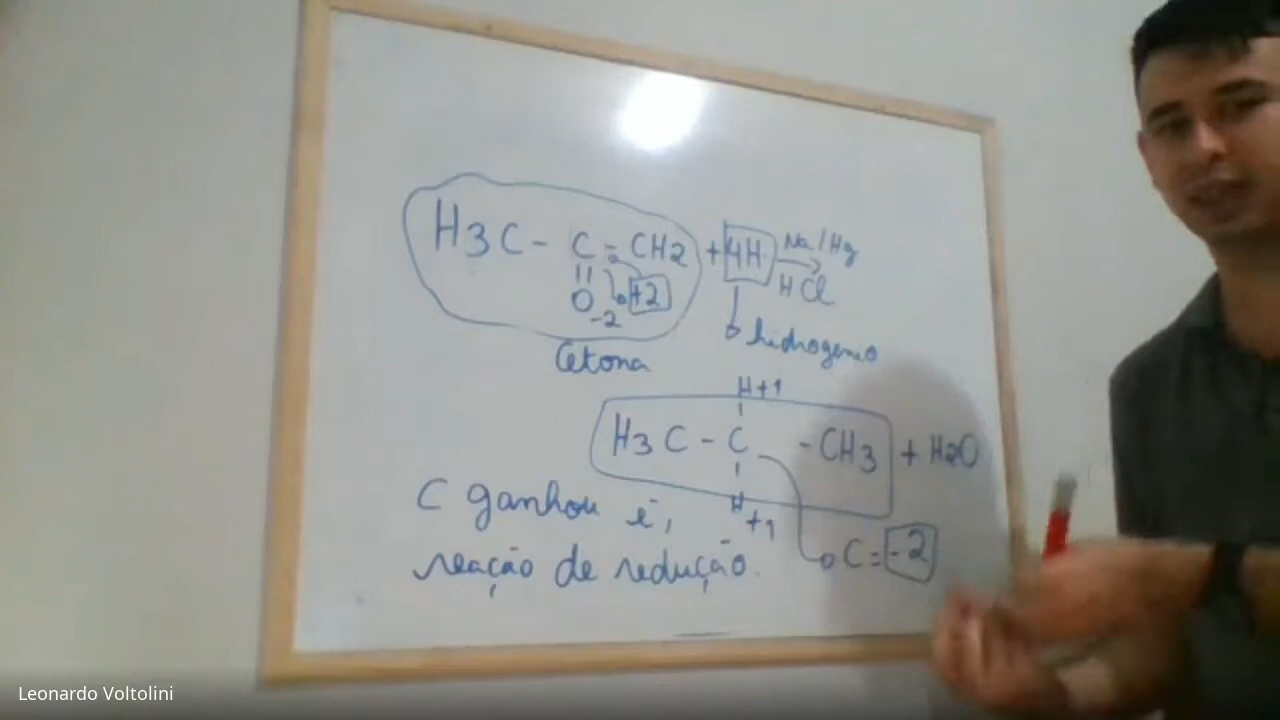 H3C - C = CH2 + 4H Na/Hg
O +2 HCl
-2 hidrogênio
Cetona
H+1
H3C - C - CH3 + H2O
H +1
C ganhou é,
C = -2
reação de redução.
Leonardo Voltolini